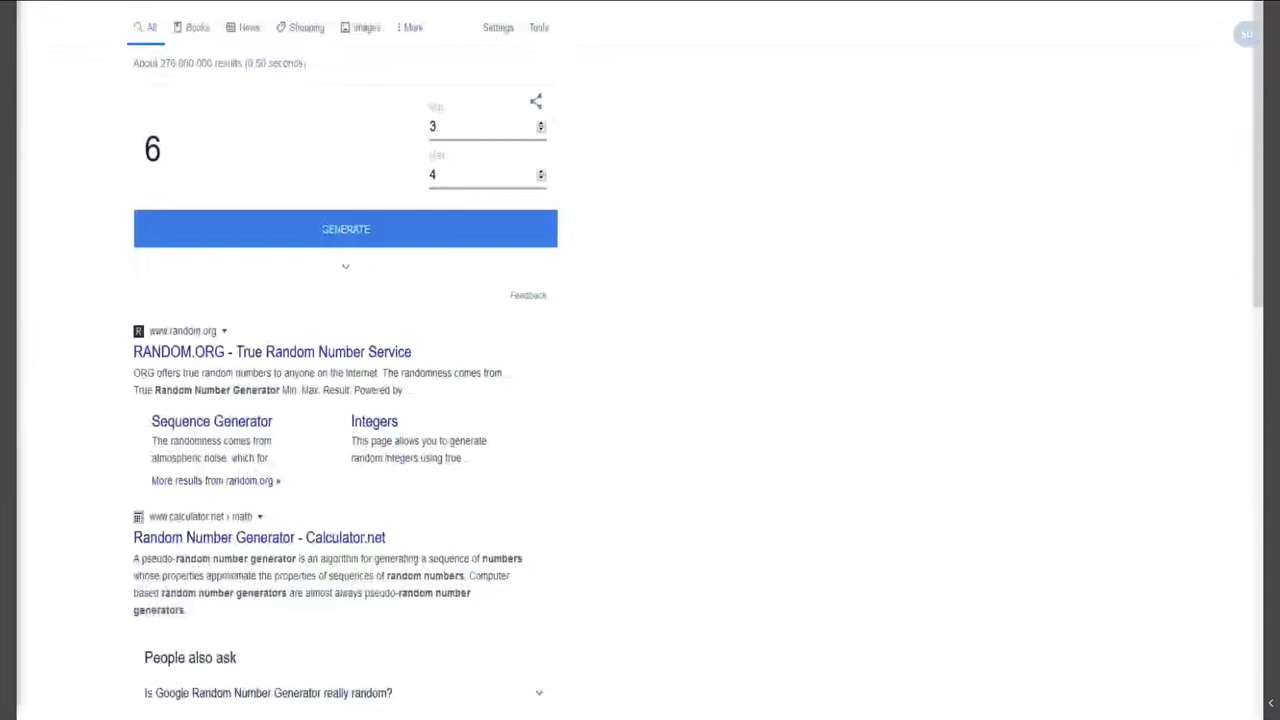 All Books News Shopping Images More Settings Tools
About 276,000,000 results (0.50 seconds)
6
Min
3
Max
4
GENERATE
Feedback
R www.random.org
RANDOM.ORG - True Random Number Service
ORG offers true random numbers to anyone on the Internet. The randomness comes from ...
True Random Number Generator Min. Max. Result: Powered by ...
Sequence Generator
The randomness comes from
atmospheric noise, which for
Integers
This page allows you to generate
random integers using true...
More results from random.org »
www.calculator.net › math
Random Number Generator - Calculator.net
A pseudo-random number generator is an algorithm for generating a sequence of numbers
whose properties approximate the properties of sequences of random numbers. Computer
based random number generators are almost always pseudo-random number
generators.
People also ask
Is Google Random Number Generator really random?